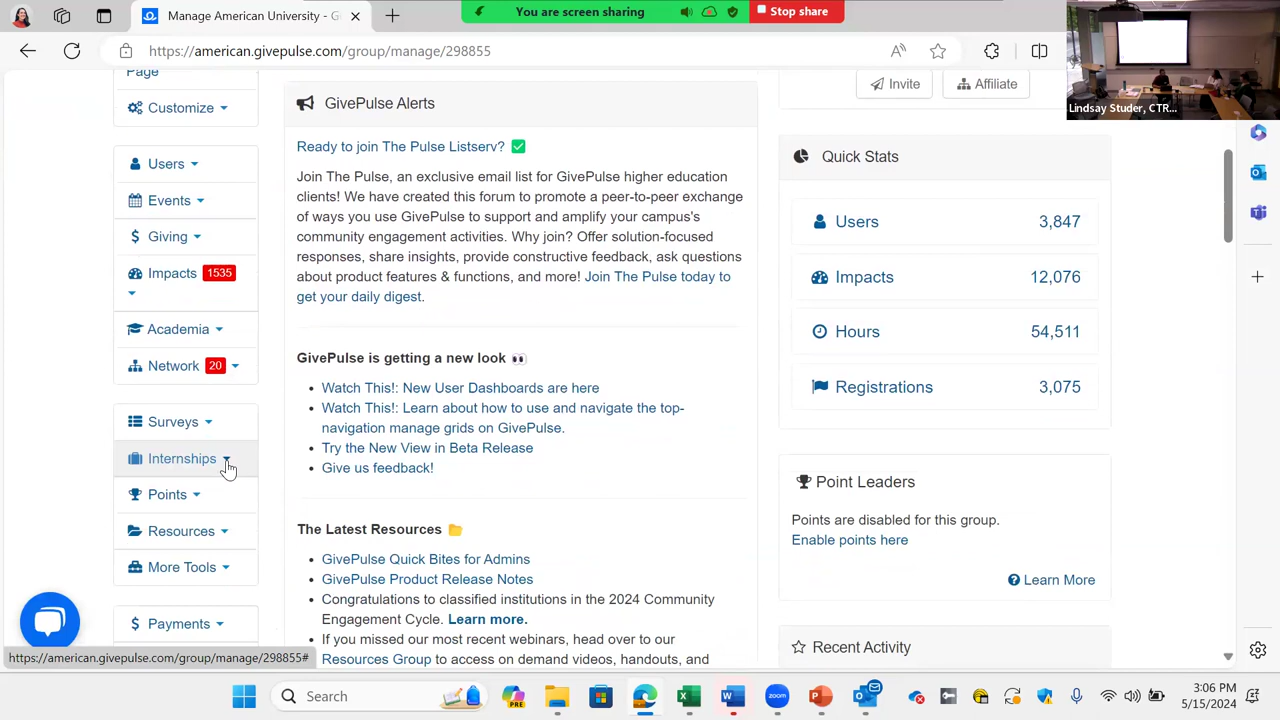 Manage American University - G
You are screen sharing
Stop share
https://american.givepulse.com/group/manage/298855
Lindsay Studer, CTR...
Page
Customize
Users
Events
Giving
Impacts 1535
Academia
Network 20
Surveys
Internships
Points
Resources
More Tools
Payments
GivePulse Alerts
Ready to join The Pulse Listserv? ✅
Join The Pulse, an exclusive email list for GivePulse higher education
clients! We have created this forum to promote a peer-to-peer exchange
of ways you use GivePulse to support and amplify your campus's
community engagement activities. Why join? Offer solution-focused
responses, share insights, provide constructive feedback, ask questions
about product features & functions, and more! Join The Pulse today to
get your daily digest.
GivePulse is getting a new look 👀
• Watch This!: New User Dashboards are here
• Watch This!: Learn about how to use and navigate the top-
navigation manage grids on GivePulse.
• Try the New View in Beta Release
• Give us feedback!
The Latest Resources 📂
• GivePulse Quick Bites for Admins
• GivePulse Product Release Notes
• Congratulations to classified institutions in the 2024 Community
Engagement Cycle. Learn more.
• If you missed our most recent webinars, head over to our
Resources Group to access on demand videos, handouts, and
Invite
Affiliate
Quick Stats
Users 3,847
Impacts 12,076
Hours 54,511
Registrations 3,075
Point Leaders
Points are disabled for this group.
Enable points here
Learn More
Recent Activity
https://american.givepulse.com/group/manage/298855#
Search
PRE
3:06 PM
5/15/2024